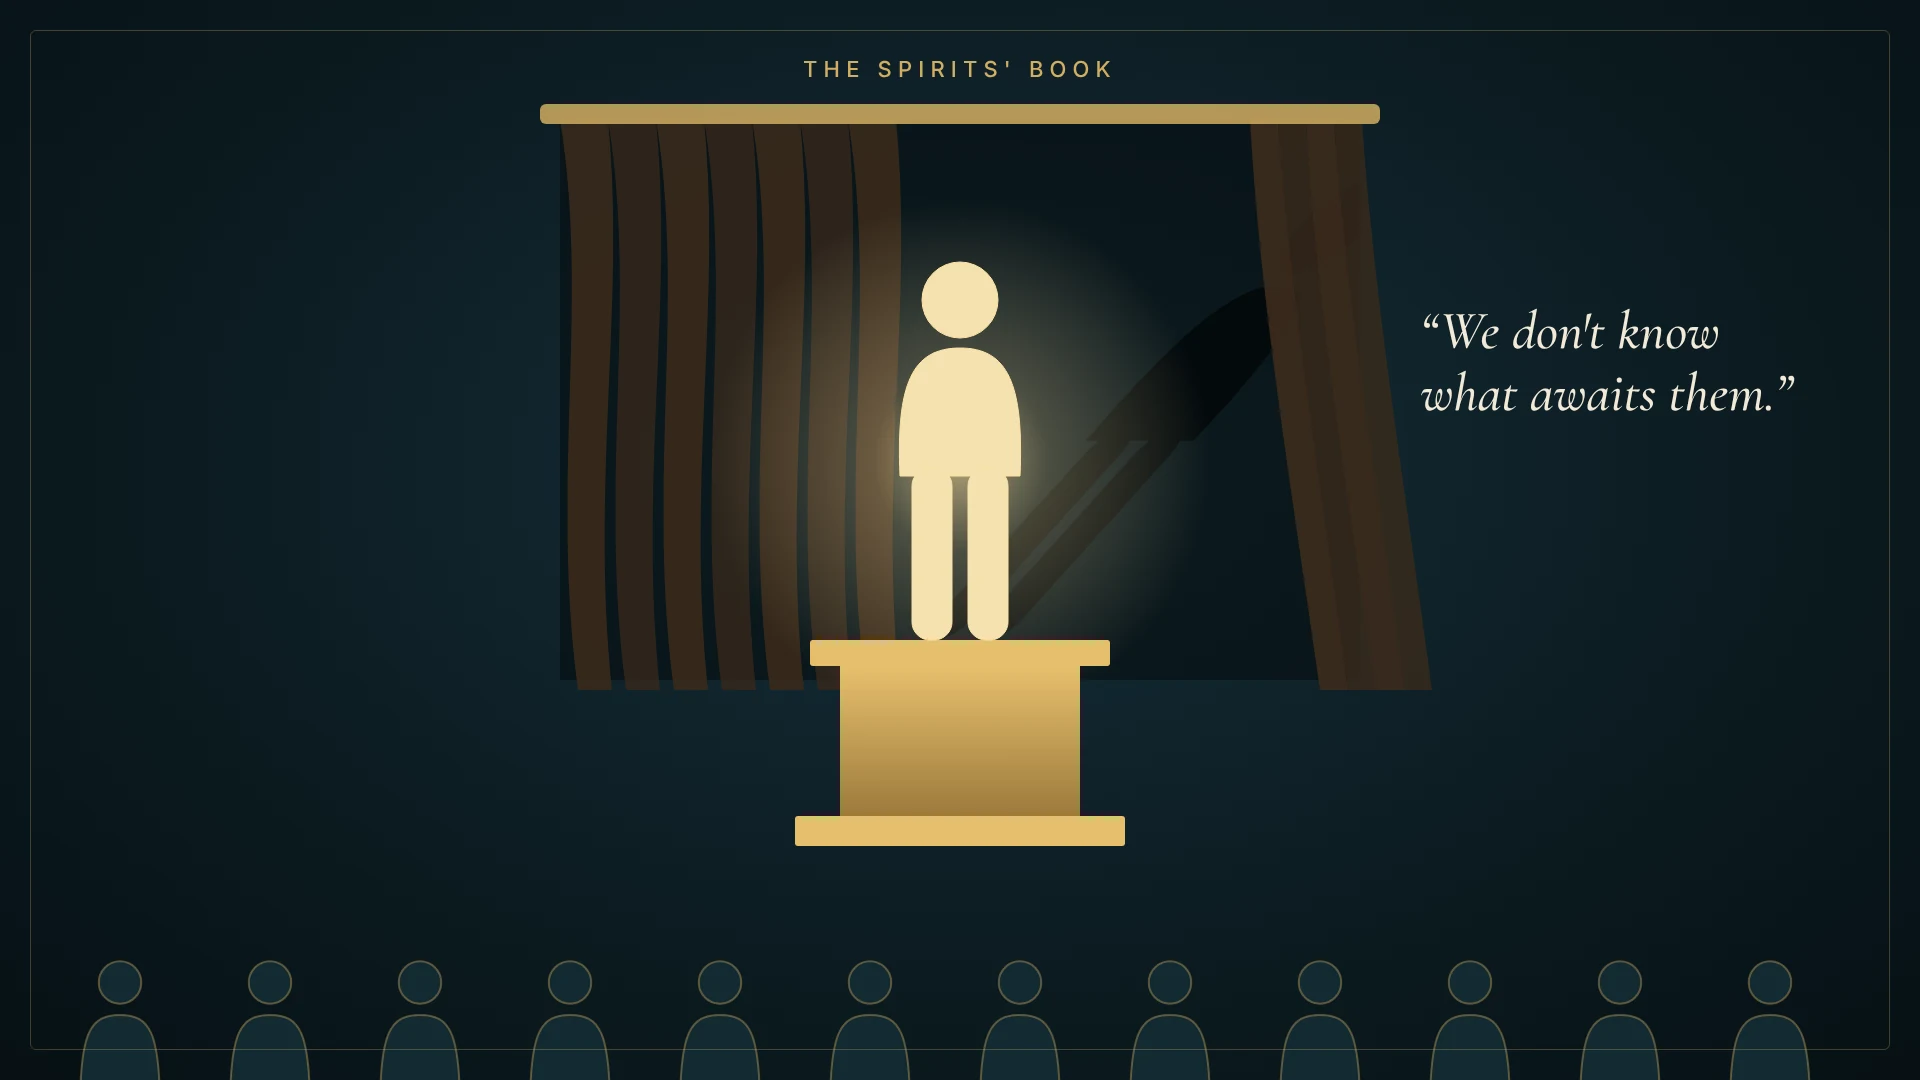 THE SPIRITS' BOOK
“We don't know
what awaits them.”